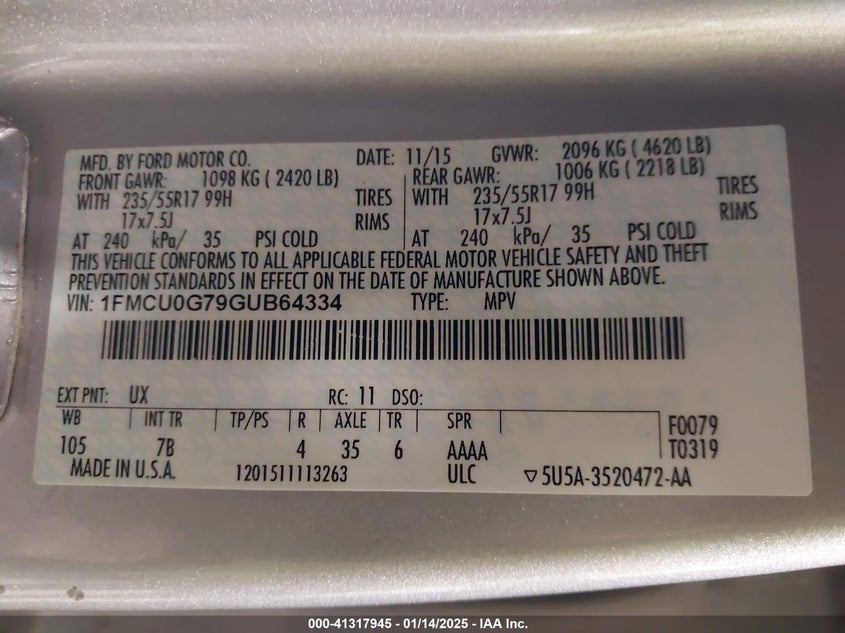 MFD. BY FORD MOTOR CO. DATE: 11/15 GVWR: 2096 KG ( 4620 LB)
FRONT GAWR: 1098 KG ( 2420 LB) REAR GAWR: 1006 KG ( 2218 LB)
WITH 235/55R17 99H TIRES WITH 235/55R17 99H TIRES
17x7.5J RIMS 17x7.5J RIMS
AT 240 kPa/ 35 PSI COLD AT 240 kPa/ 35 PSI COLD
THIS VEHICLE CONFORMS TO ALL APPLICABLE FEDERAL MOTOR VEHICLE SAFETY AND THEFT
PREVENTION STANDARDS IN EFFECT ON THE DATE OF MANUFACTURE SHOWN ABOVE.
VIN: 1FMCU0G79GUB64334 TYPE: MPV
EXT PNT: UX RC: 11 DSO:
WB INT TR TP/PS R AXLE TR SPR F0079
105 7B 4 35 6 AAAA T0319
MADE IN U.S.A. 1201511113263 ULC ▽5U5A-3520472-AA
000-41317945 - 01/14/2025 - IAA Inc.